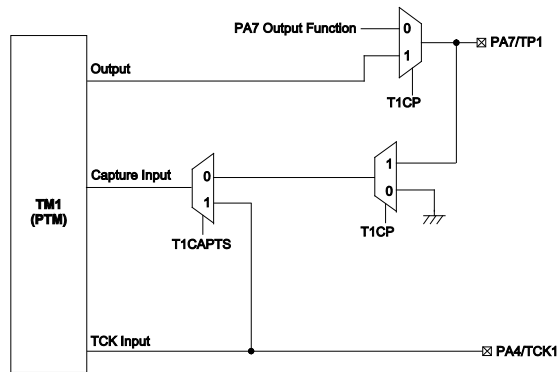 PA7 Output Function
0
1
PA7/TP1
Output
T1CP
Capture Input
0
1
1
0
TM1
(PTM)
T1CAPTS
T1CP
TCK Input
PA4/TCK1